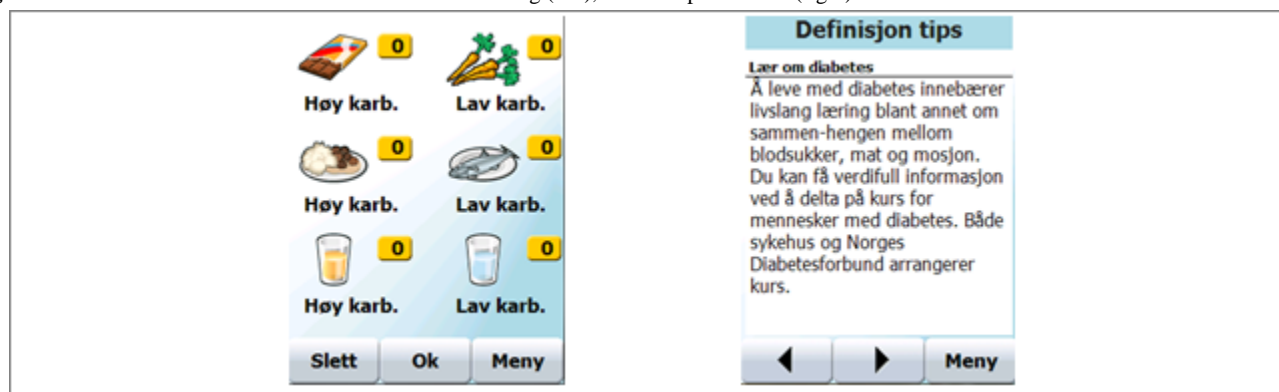 0
0
Høy karb.
Lav karb.
0
0
Høy karb.
Lav karb.
0
0
Høy karb.
Lav karb.
Slett
Ok
Meny
Definisjon tips
Lær om diabetes
Å leve med diabetes innebærer
livslang læring blant annet om
sammen-hengen mellom
blodsukker, mat og mosjon.
Du kan få verdifull informasjon
ved å delta på kurs for
mennesker med diabetes. Både
sykehus og Norges
Diabetesforbund arrangerer
kurs.
Meny